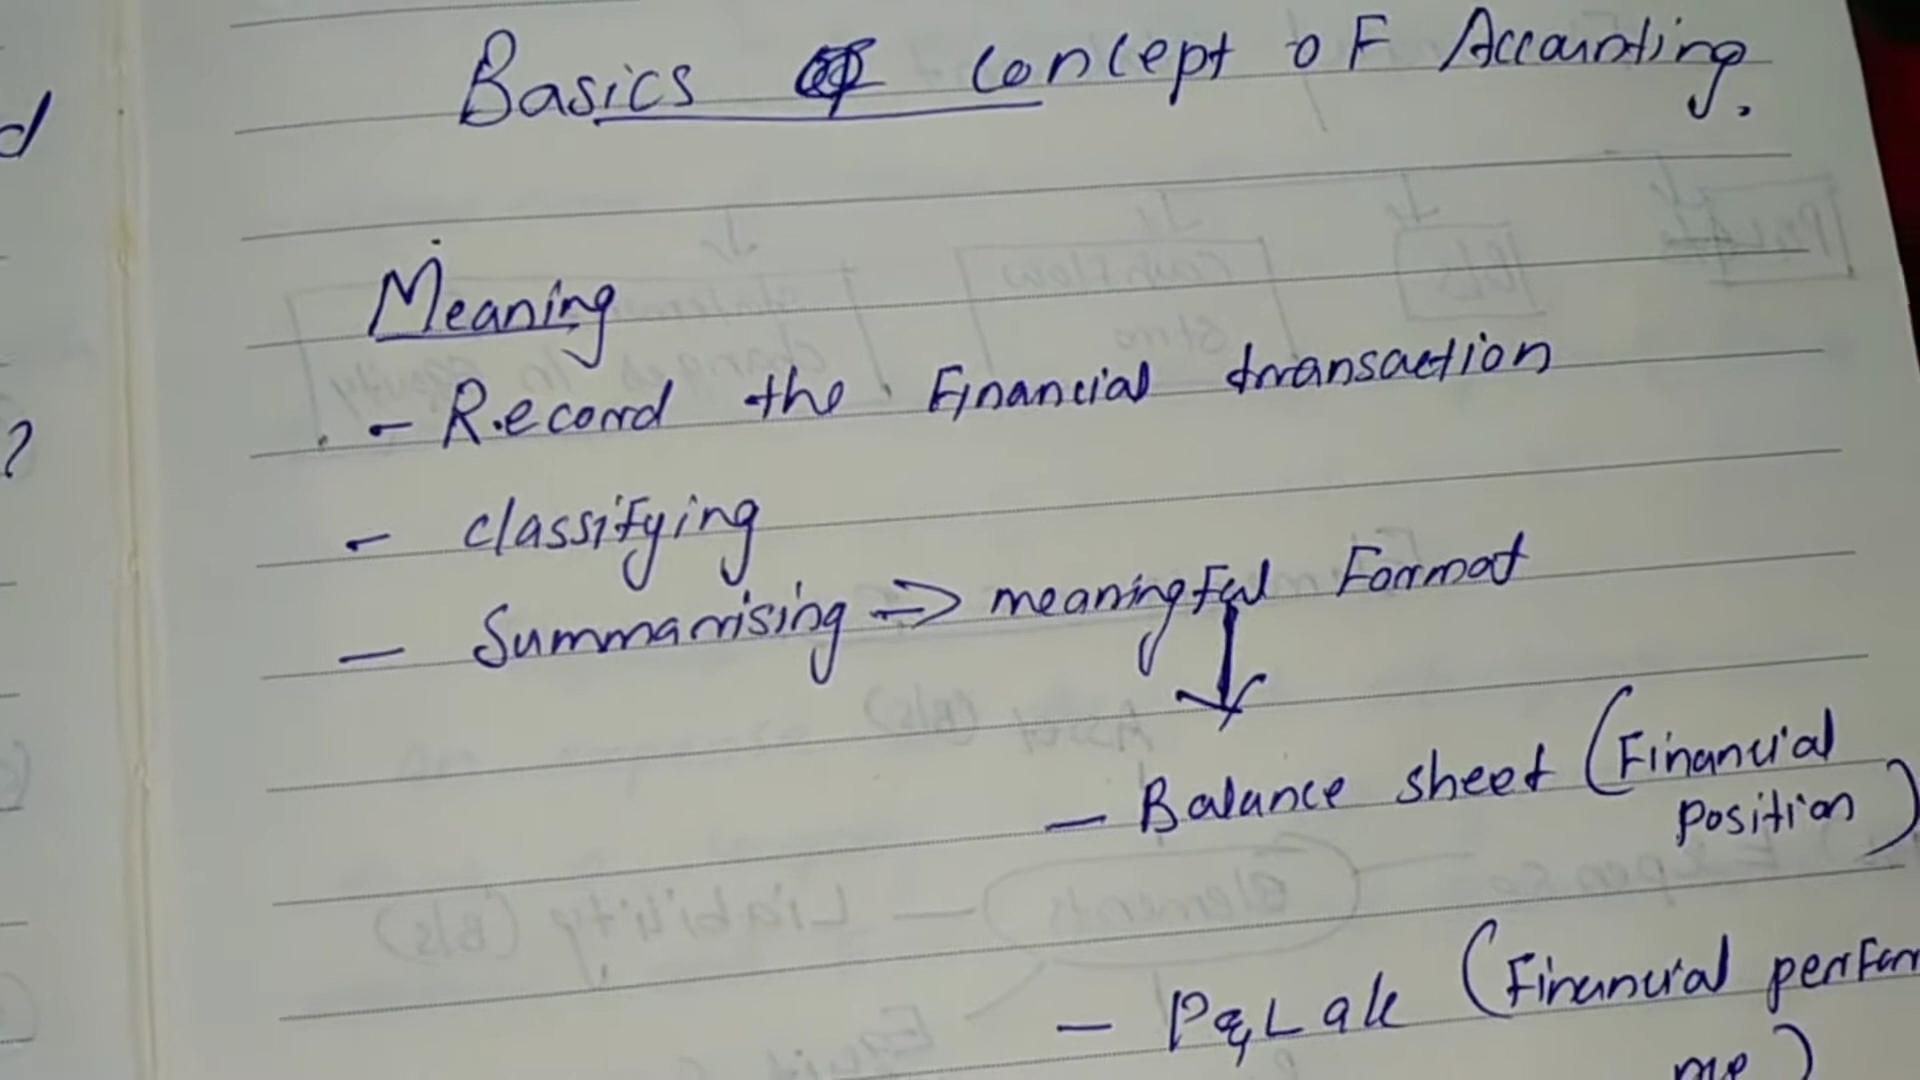 Basics concept of Accounting.
Meaning
- Record the Financial transaction
- classifying
- Summarising => meaningful Format
- Balance sheet (Financial
position)
- P&L a/c (Financial perfor
d
?